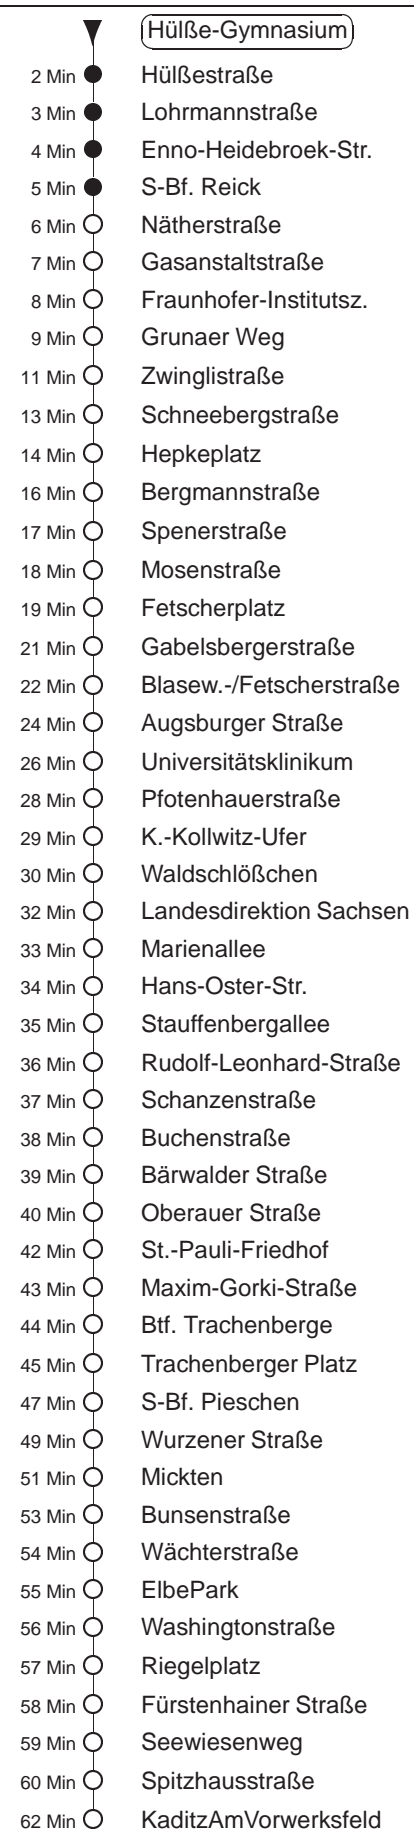 Hülße-Gymnasium
2 Min Hülßestraße
3 Min Lohrmannstraße
4 Min Enno-Heidebroek-Str.
5 Min S-Bf. Reick
6 Min Nätherstraße
7 Min Gasanstaltstraße
8 Min Fraunhofer-Institutsz.
9 Min Grunaer Weg
11 Min Zwinglistraße
13 Min Schneebergstraße
14 Min Hepkeplatz
16 Min Bergmannstraße
17 Min Spenerstraße
18 Min Mosenstraße
19 Min Fetscherplatz
21 Min Gabelsbergerstraße
22 Min Blasew.-/Fetscherstraße
24 Min Augsburger Straße
26 Min Universitätsklinikum
28 Min Pfotenhauerstraße
29 Min K.-Kollwitz-Ufer
30 Min Waldschlößchen
32 Min Landesdirektion Sachsen
33 Min Marienallee
34 Min Hans-Oster-Str.
35 Min Stauffenbergallee
36 Min Rudolf-Leonhard-Straße
37 Min Schanzenstraße
38 Min Buchenstraße
39 Min Bärwalder Straße
40 Min Oberauer Straße
42 Min St.-Pauli-Friedhof
43 Min Maxim-Gorki-Straße
44 Min Btf. Trachenberge
45 Min Trachenberger Platz
47 Min S-Bf. Pieschen
49 Min Wurzener Straße
51 Min Mickten
53 Min Bunsenstraße
54 Min Wächterstraße
55 Min ElbePark
56 Min Washingtonstraße
57 Min Riegelplatz
58 Min Fürstenhainer Straße
59 Min Seewiesenweg
60 Min Spitzhausstraße
62 Min KaditzAmVorwerksfeld